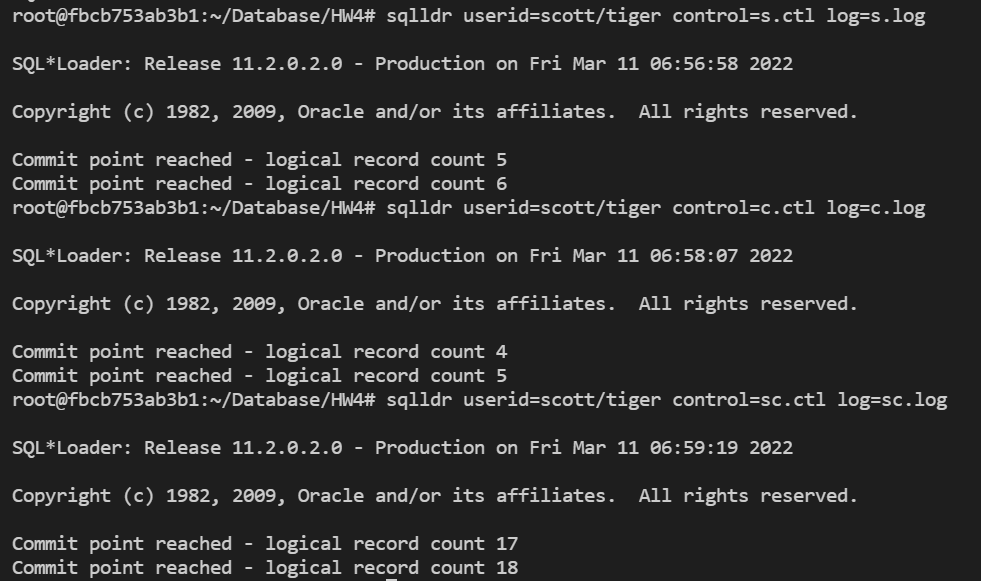 root@fbcb753ab3b1:~/Database/HW4# sqlldr userid=scott/tiger control=s.ctl log=s.log
SQL*Loader: Release 11.2.0.2.0 - Production on Fri Mar 11 06:56:58 2022
Copyright (c) 1982, 2009, Oracle and/or its affiliates.  All rights reserved.
Commit point reached - logical record count 5
Commit point reached - logical record count 6
root@fbcb753ab3b1:~/Database/HW4# sqlldr userid=scott/tiger control=c.ctl log=c.log
SQL*Loader: Release 11.2.0.2.0 - Production on Fri Mar 11 06:58:07 2022
Copyright (c) 1982, 2009, Oracle and/or its affiliates.  All rights reserved.
Commit point reached - logical record count 4
Commit point reached - logical record count 5
root@fbcb753ab3b1:~/Database/HW4# sqlldr userid=scott/tiger control=sc.ctl log=sc.log
SQL*Loader: Release 11.2.0.2.0 - Production on Fri Mar 11 06:59:19 2022
Copyright (c) 1982, 2009, Oracle and/or its affiliates.  All rights reserved.
Commit point reached - logical record count 17
Commit point reached - logical record count 18